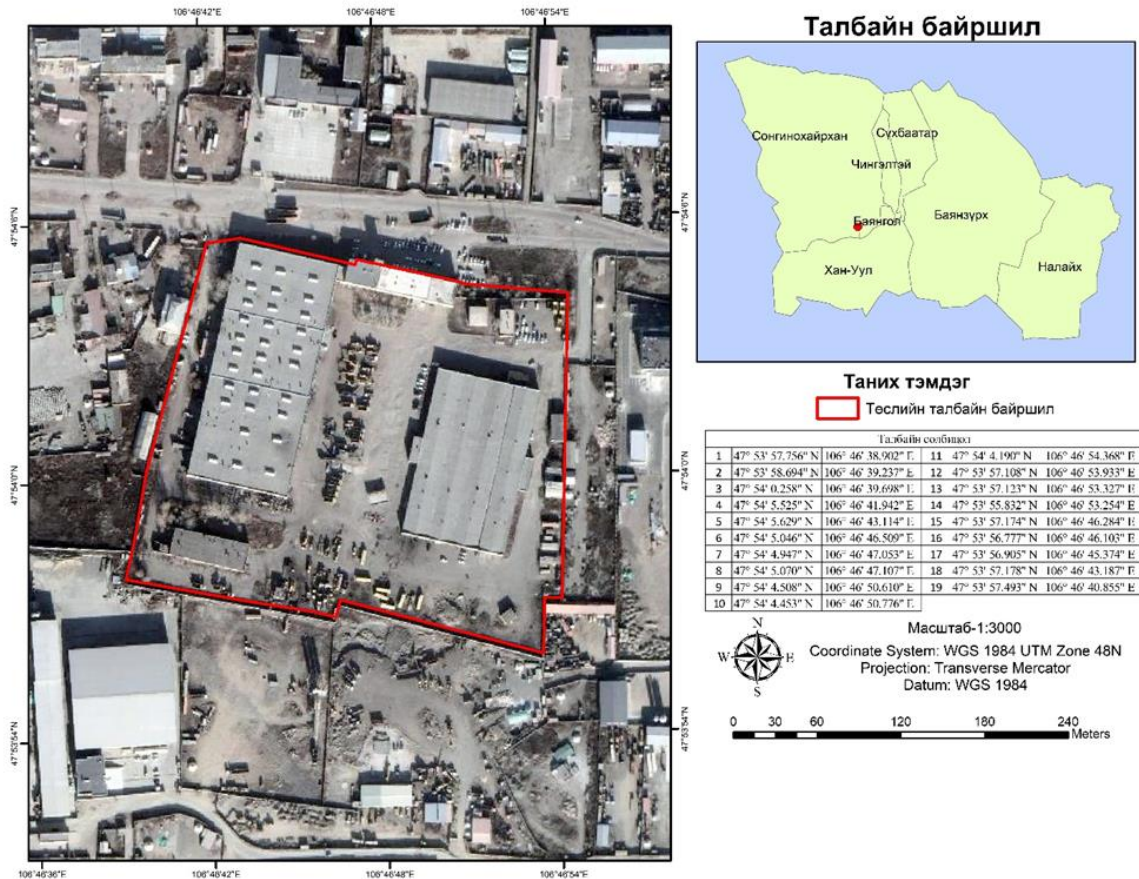 106°46'42"E 106°46'48"E 106°46'54"E
47°54'6"N
47°54'0"N
47°53'54"N
47°54'6"N
47°54'0"N
47°53'54"N
106°46'36"E 106°46'42"E 106°46'48"E 106°46'54"E
Талбайн байршил
Сонгинохайрхан
Сүхбаатар
Чингэлтэй
Баянгол
Баянзүрх
Хан-Уул
Налайх
Таних тэмдэг
Төслийн талбайн байршил
Талбайн солбицол
1 47° 53' 57.756" N 106° 46' 38.902" E 11 47° 54' 4.190" N 106° 46' 54.368" E
2 47° 53' 58.694" N 106° 46' 39.237" E 12 47° 53' 57.108" N 106° 46' 53.933" E
3 47° 54' 0.258" N 106° 46' 39.698" E 13 47° 53' 57.123" N 106° 46' 53.327" E
4 47° 54' 5.525" N 106° 46' 41.942" E 14 47° 53' 55.832" N 106° 46' 53.254" E
5 47° 54' 5.629" N 106° 46' 43.114" E 15 47° 53' 57.174" N 106° 46' 46.284" E
6 47° 54' 5.046" N 106° 46' 46.509" E 16 47° 53' 56.777" N 106° 46' 46.103" E
7 47° 54' 4.947" N 106° 46' 47.053" E 17 47° 53' 56.905" N 106° 46' 45.374" E
8 47° 54' 5.070" N 106° 46' 47.107" E 18 47° 53' 57.178" N 106° 46' 43.187" E
9 47° 54' 4.508" N 106° 46' 50.610" E 19 47° 53' 57.493" N 106° 46' 40.855" E
10 47° 54' 4.453" N 106° 46' 50.776" E
N
W E
S
Масштаб-1:3000
Coordinate System: WGS 1984 UTM Zone 48N
Projection: Transverse Mercator
Datum: WGS 1984
0 30 60 120 180 240
Meters